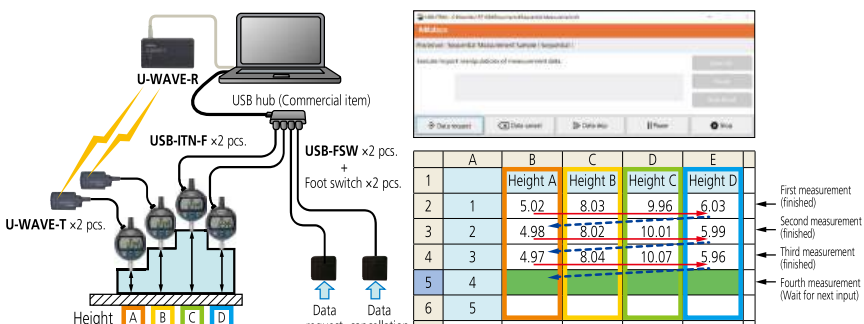 U-WAVE-R
USB hub (Commercial item)
USB-ITN-F ×2 pcs.
USB-FSW ×2 pcs.
+
Foot switch ×2 pcs.
U-WAVE-T ×2 pcs.
Height A B C D
Data
request
Data
cancellation
Data request
Data cancel
Data skip
Pause
Stop
A B C D E
1 Height A Height B Height C Height D
2 1 5.02 8.03 9.96 6.03
3 2 4.98 8.02 10.01 5.99
4 3 4.97 8.04 10.07 5.96
5 4
6 5
First measurement
(finished)
Second measurement
(finished)
Third measurement
(finished)
Fourth measurement
(Wait for next input)